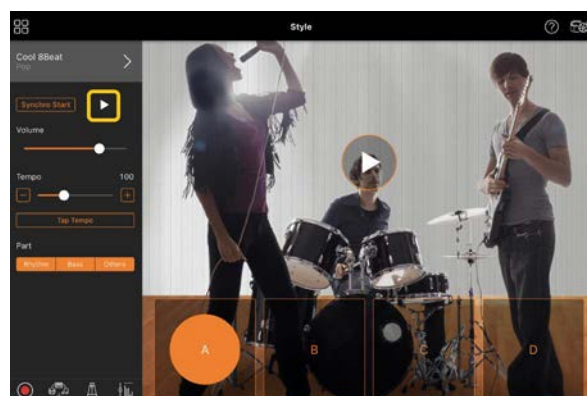 Style
Cool 8Beat
Pop
Synchro Start
Volume
Tempo 100
Tap Tempo
Part
Rhythm Bass Others
A B C D